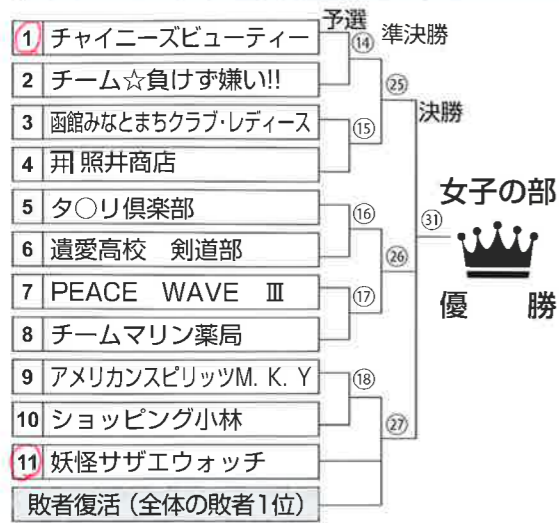 予選
準決勝
決勝
1 チャイニーズビューティー
2 チーム☆負けず嫌い!!
3 函館みなとまちクラブ・レディース
4 㐂 照井商店
5 タ○リ倶楽部
6 遺愛高校 剣道部
7 PEACE WAVE Ⅲ
8 チームマリン薬局
9 アメリカンスピリッツM. K. Y
10 ショッピング小林
11 妖怪サザエウォッチ
敗者復活(全体の敗者1位)
⑭
⑮
⑯
⑰
⑱
㉕
㉖
㉗
㉛
女子の部
優 勝